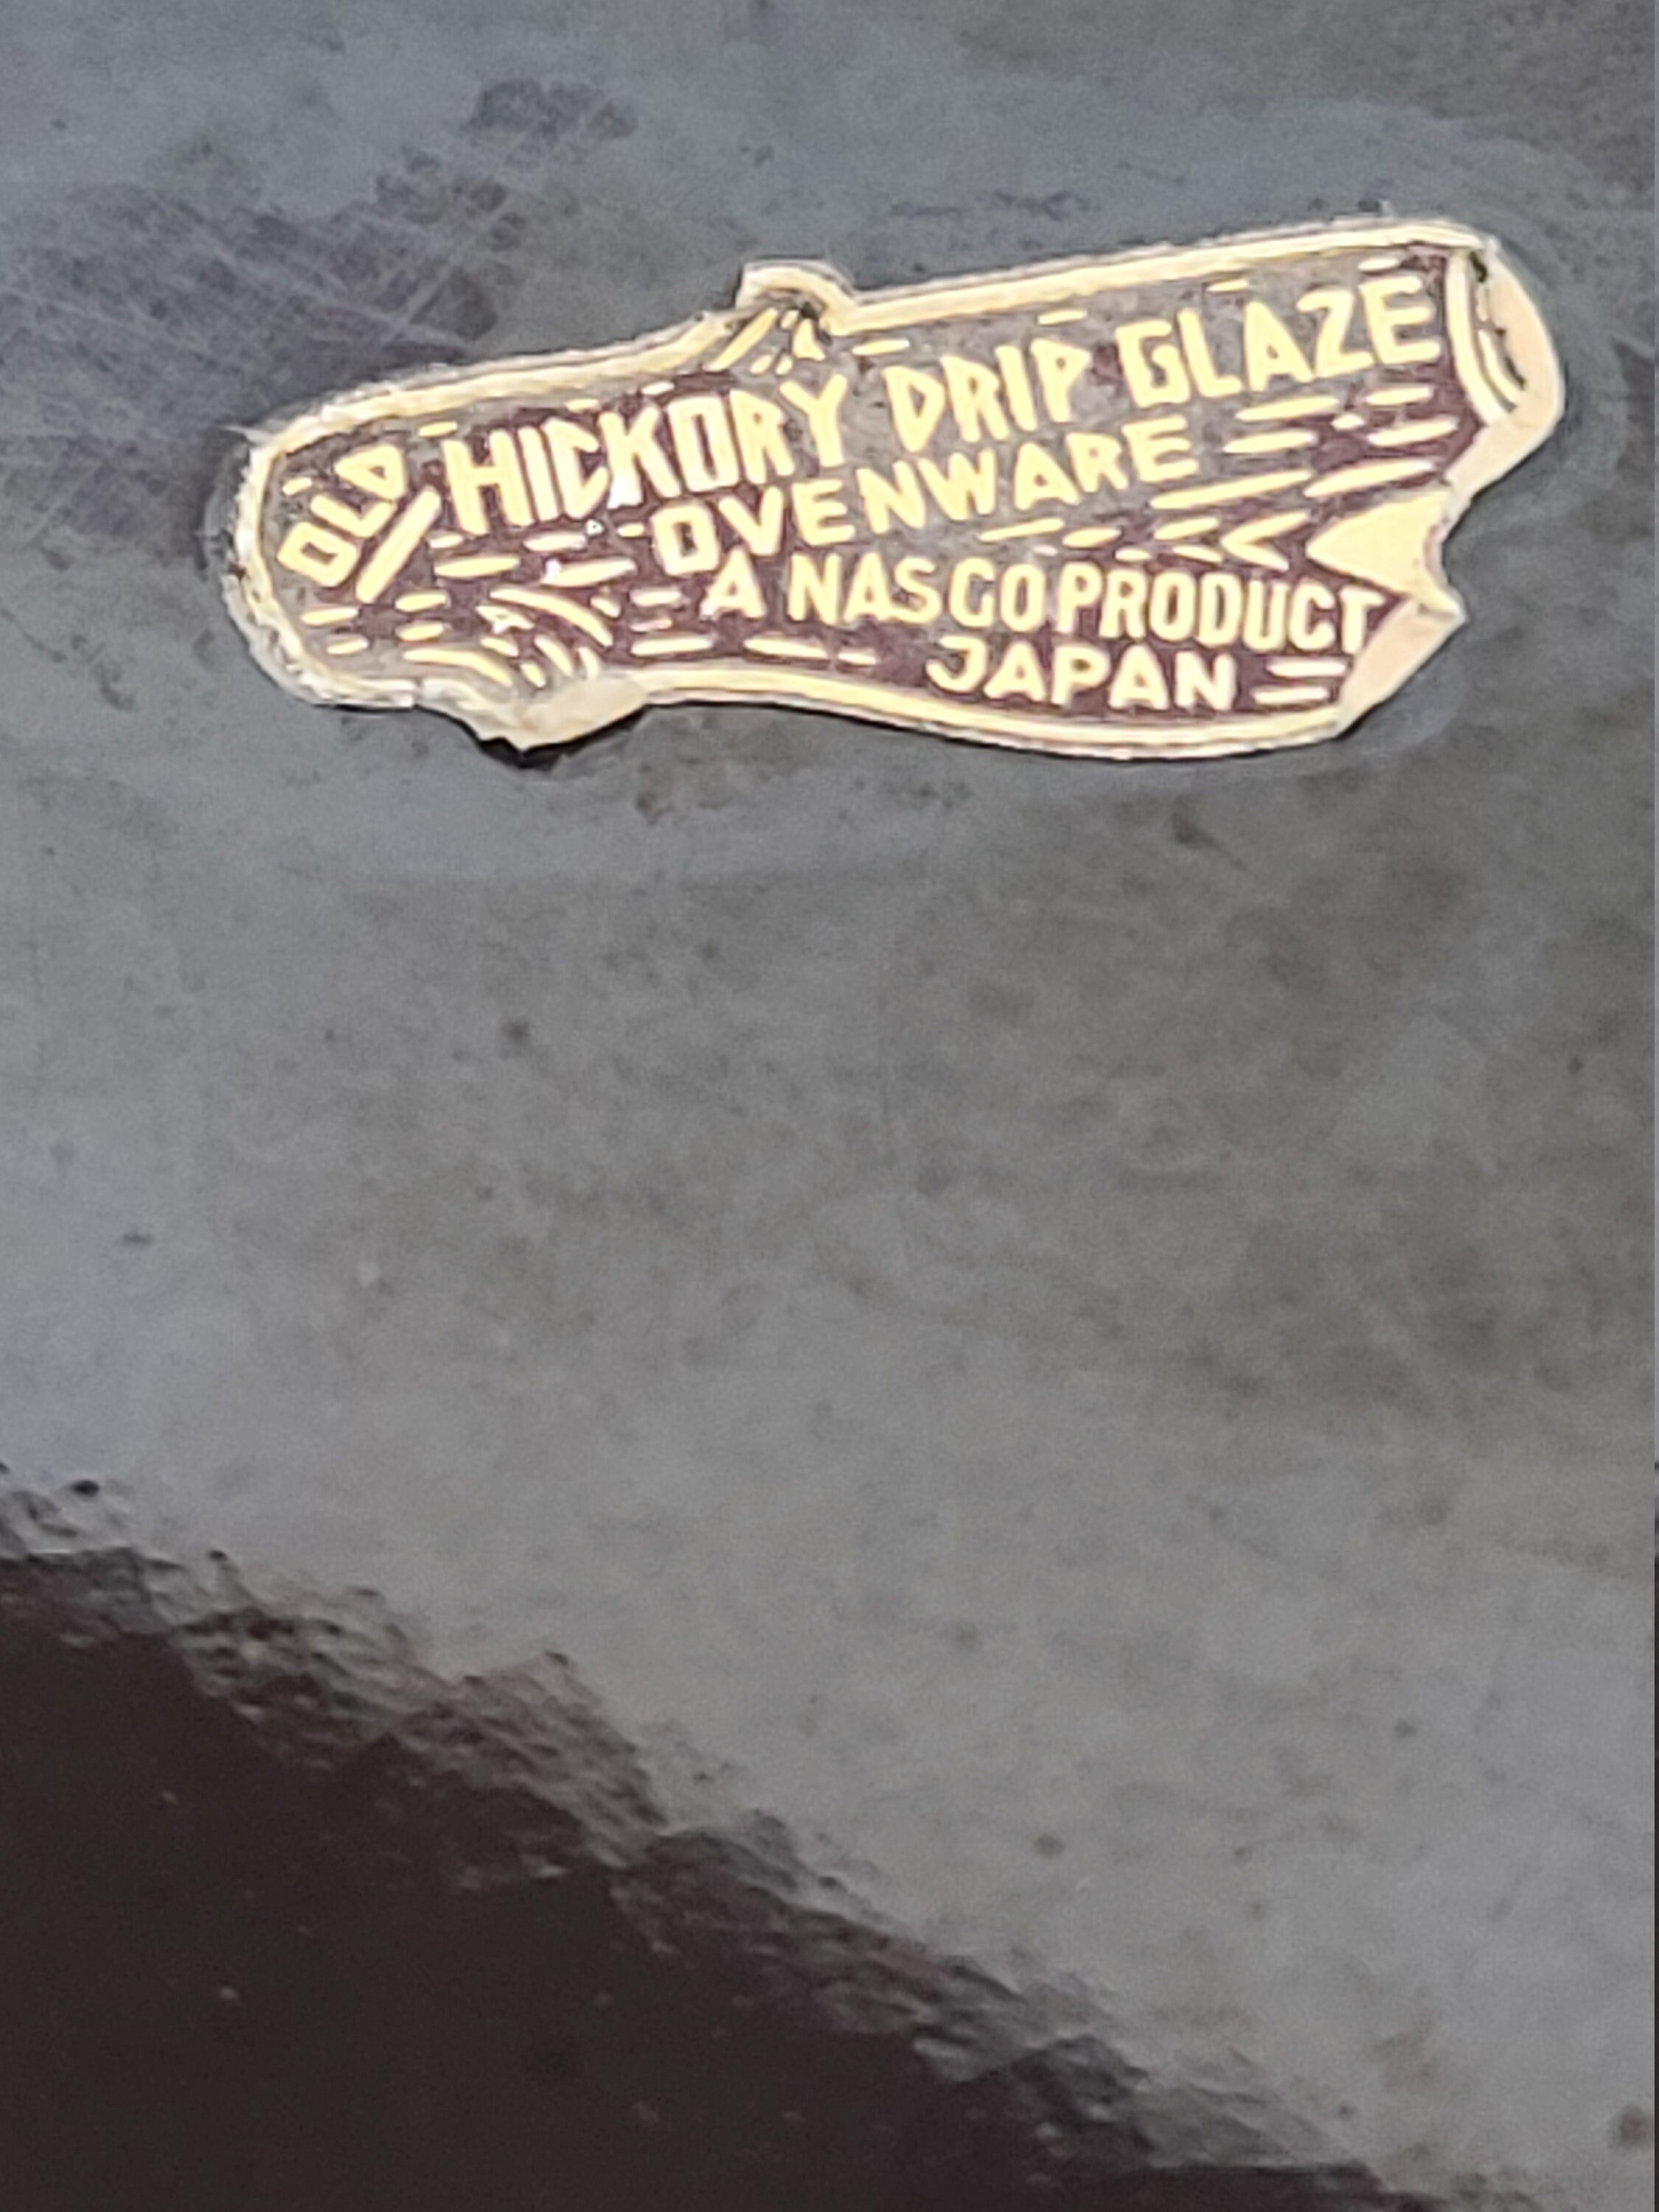 OLD HICKORY DRIP GLAZE
OVENWARE
A NASCO PRODUCT
JAPAN